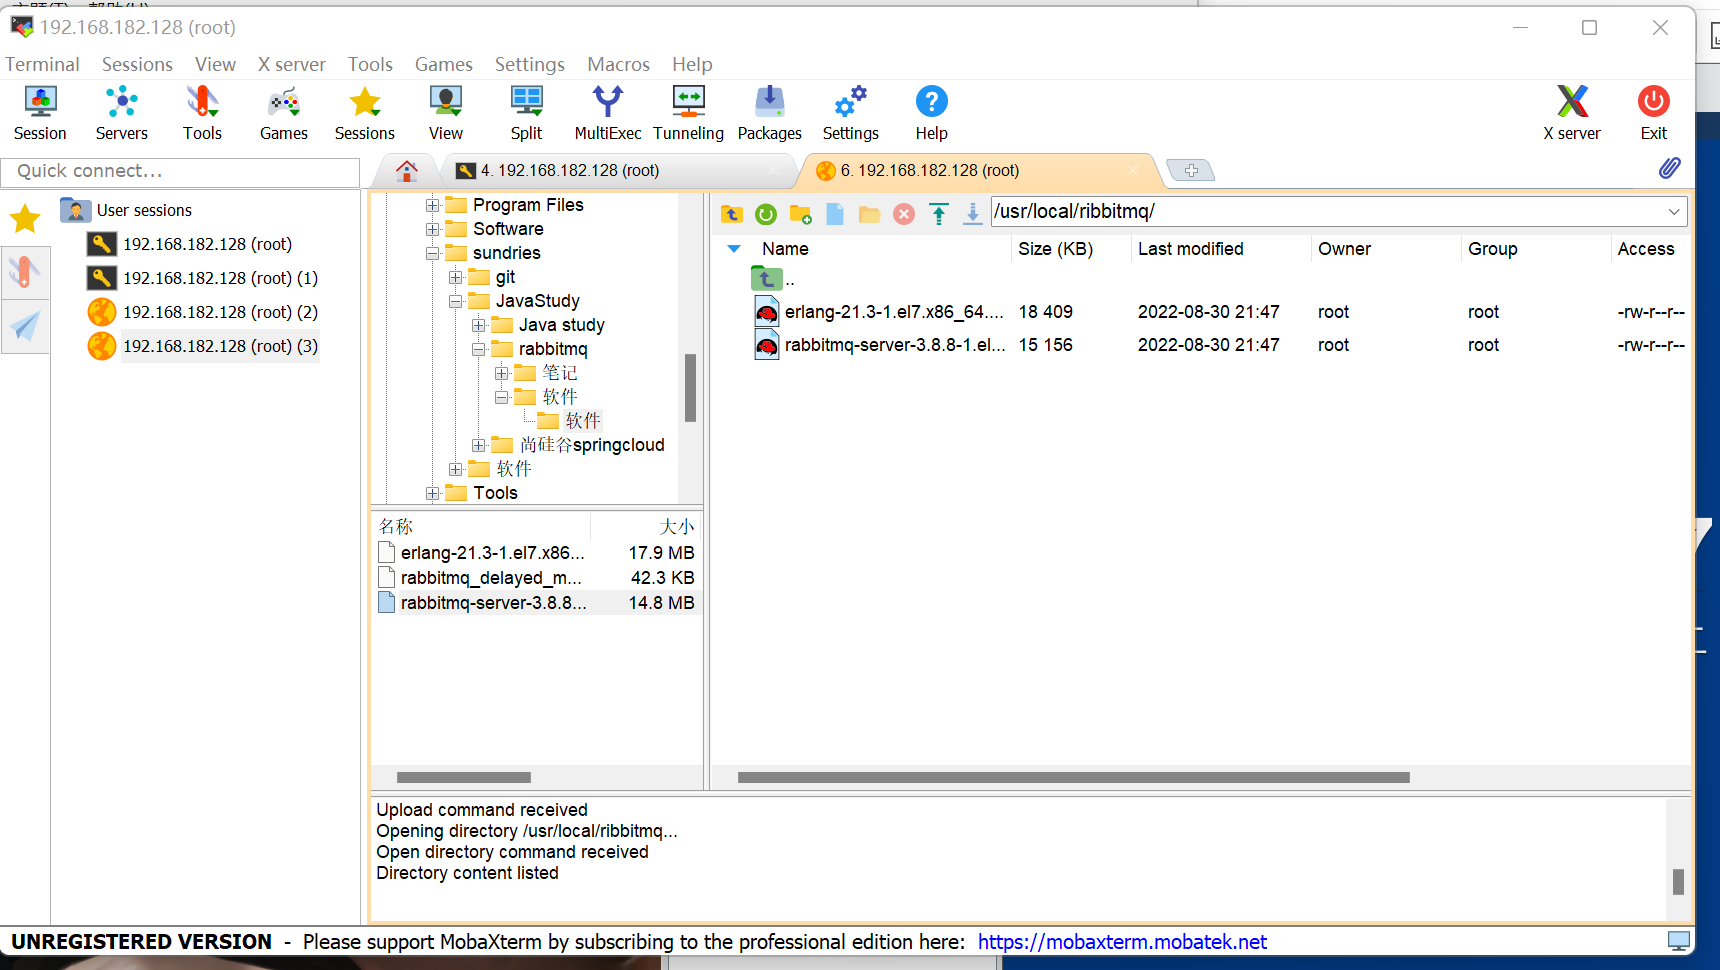 192.168.182.128 (root)
Terminal Sessions View X server Tools Games Settings Macros Help
Session Servers Tools Games Sessions View Split MultiExec Tunneling Packages Settings Help X server Exit
Quick connect...
4. 192.168.182.128 (root)
6. 192.168.182.128 (root)
User sessions
192.168.182.128 (root)
192.168.182.128 (root) (1)
192.168.182.128 (root) (2)
192.168.182.128 (root) (3)
Program Files
Software
sundries
git
JavaStudy
Java study
rabbitmq
笔记
软件
软件
尚硅谷springcloud
软件
Tools
名称 大小
erlang-21.3-1.el7.x86... 17.9 MB
rabbitmq_delayed_m... 42.3 KB
rabbitmq-server-3.8.8... 14.8 MB
/usr/local/ribbitmq/
Name Size (KB) Last modified Owner Group Access
..
erlang-21.3-1.el7.x86_64.... 18 409 2022-08-30 21:47 root root -rw-r--r--
rabbitmq-server-3.8.8-1.el... 15 156 2022-08-30 21:47 root root -rw-r--r--
Upload command received
Opening directory /usr/local/ribbitmq...
Open directory command received
Directory content listed
UNREGISTERED VERSION - Please support MobaXterm by subscribing to the professional edition here: https://mobaxterm.mobatek.net